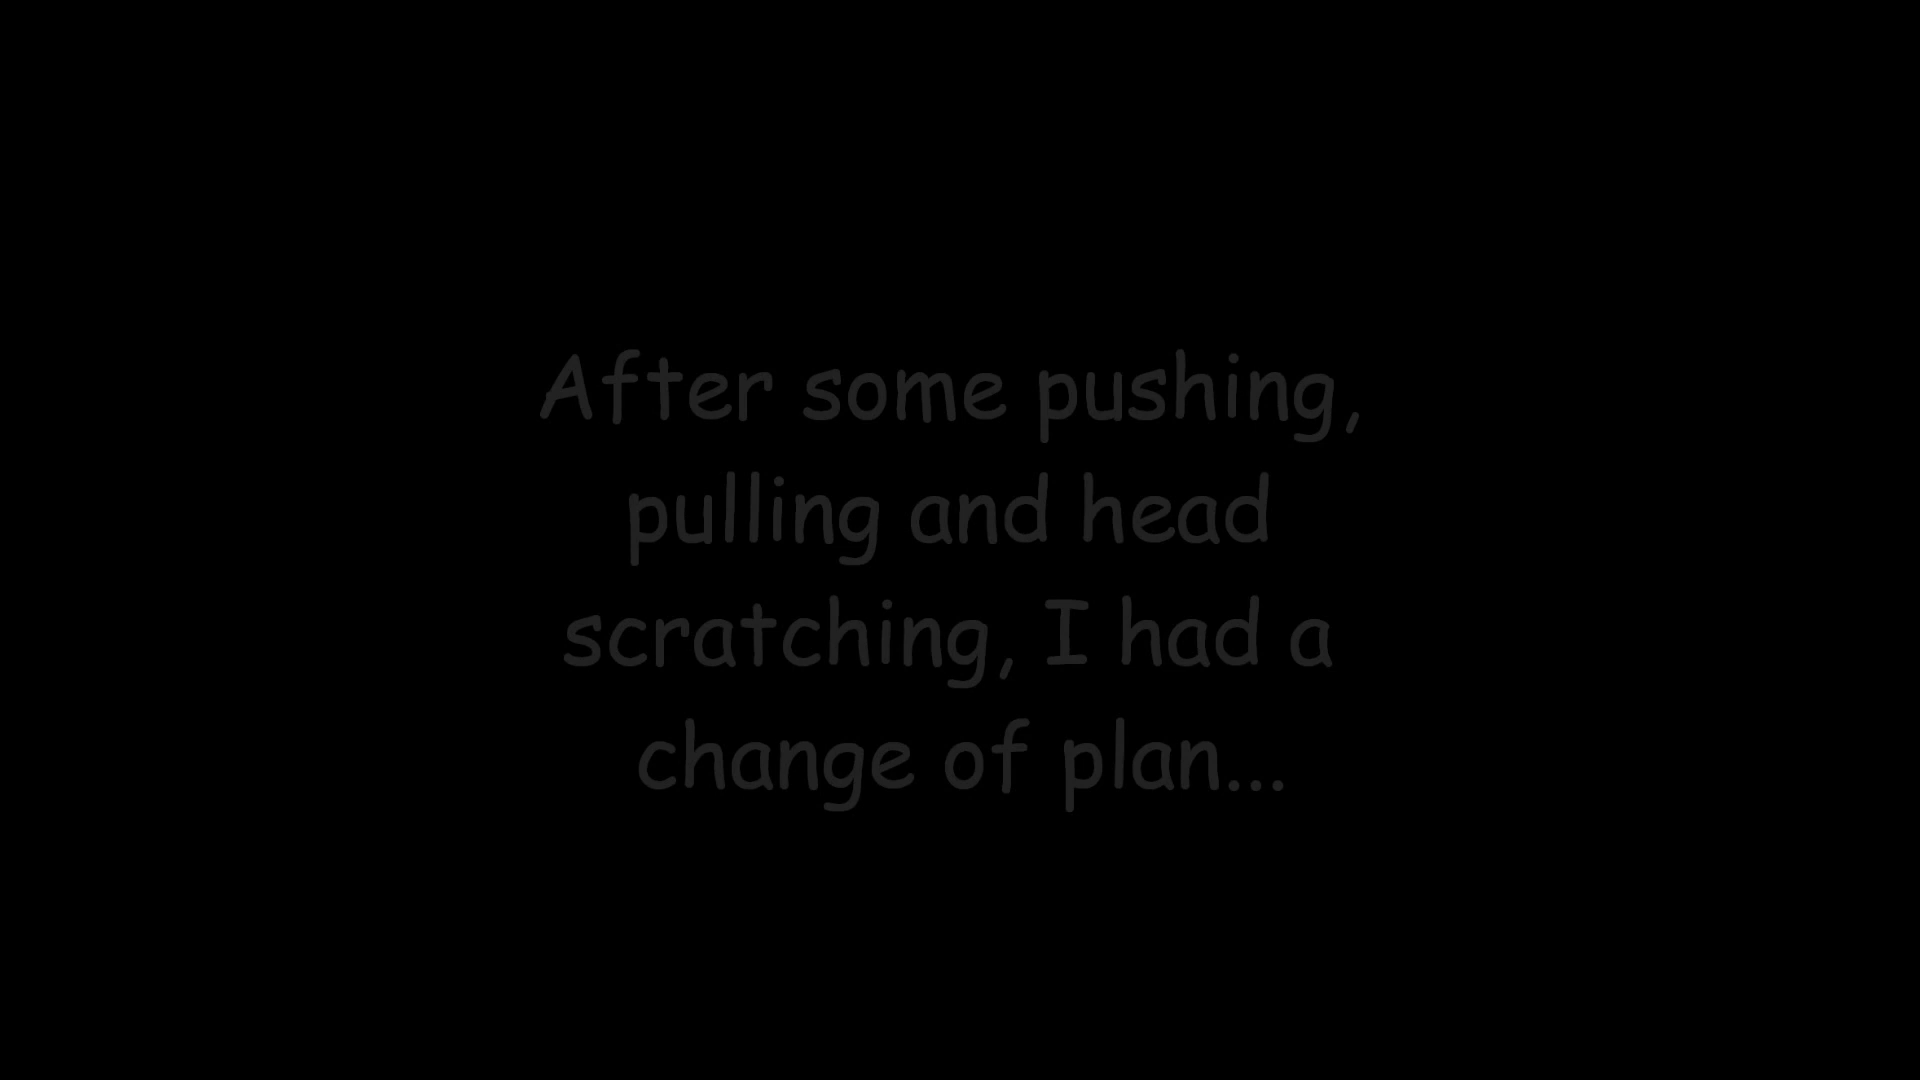 After some pushing,
pulling and head
scratching, I had a
change of plan...